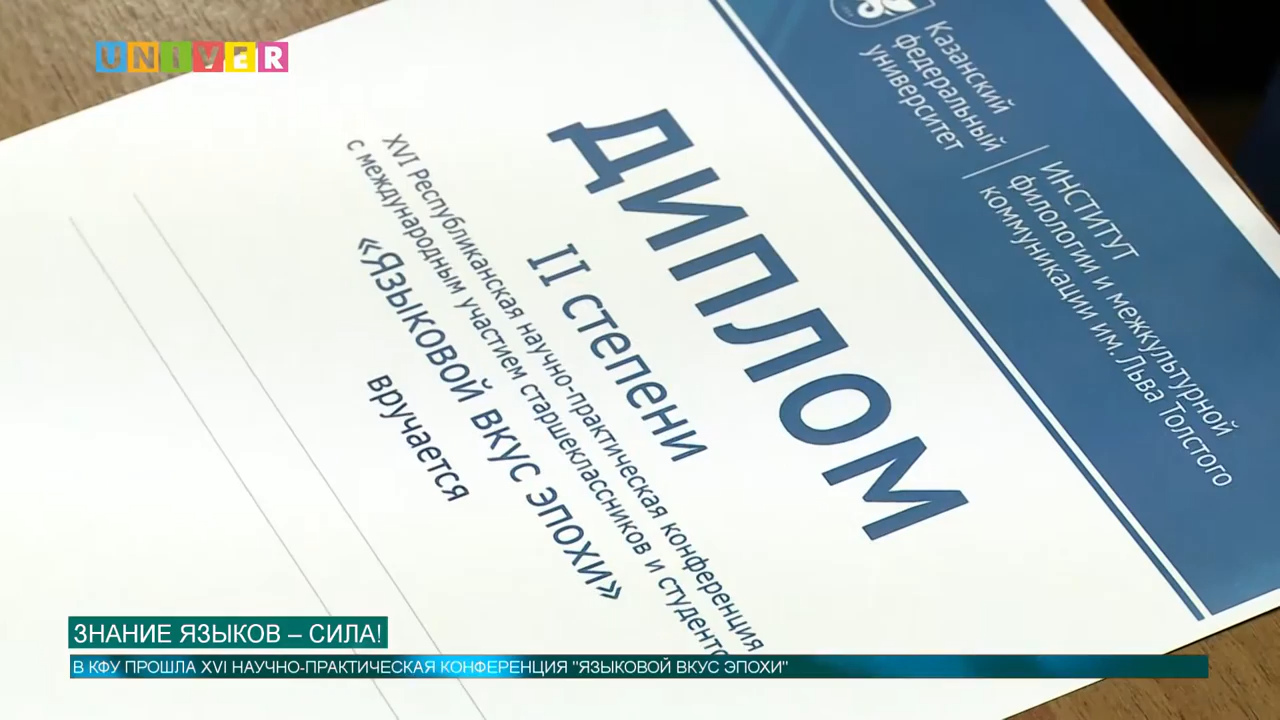 UNIVER
Казанский
федеральный
университет
ИНСТИТУТ
филологии и межкультурной
коммуникации им. Льва Толстого
ДИПЛОМ
II степени
XVI Республиканская научно-практическая конференция
с международным участием старшеклассников и
«Языковой вкус эпохи»
вручается
ЗНАНИЕ ЯЗЫКОВ – СИЛА!
В КФУ ПРОШЛА XVI НАУЧНО-ПРАКТИЧЕСКАЯ КОНФЕРЕНЦИЯ "ЯЗЫКОВОЙ ВКУС ЭПОХИ"